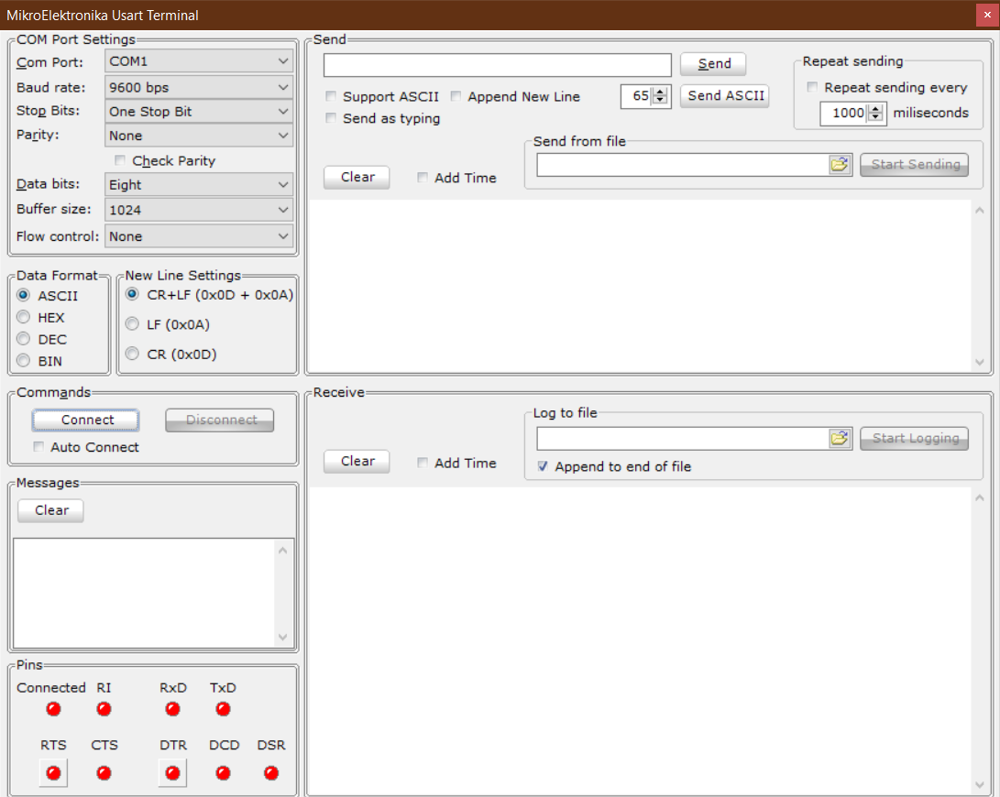 MikroElektronika Usart Terminal
COM Port Settings
Com Port: COM1
Baud rate: 9600 bps
Stop Bits: One Stop Bit
Parity: None
Check Parity
Data bits: Eight
Buffer size: 1024
Flow control: None
Data Format
ASCII
HEX
DEC
BIN
New Line Settings
CR+LF (0x0D + 0x0A)
LF (0x0A)
CR (0x0D)
Commands
Connect Disconnect
Auto Connect
Messages
Clear
Pins
Connected RI RxD TxD
RTS CTS DTR DCD DSR
Send
Send
Support ASCII Append New Line 65 Send ASCII
Send as typing
Repeat sending
Repeat sending every
1000 miliseconds
Send from file
Start Sending
Clear Add Time
Receive
Log to file
Start Logging
Clear Add Time
Append to end of file